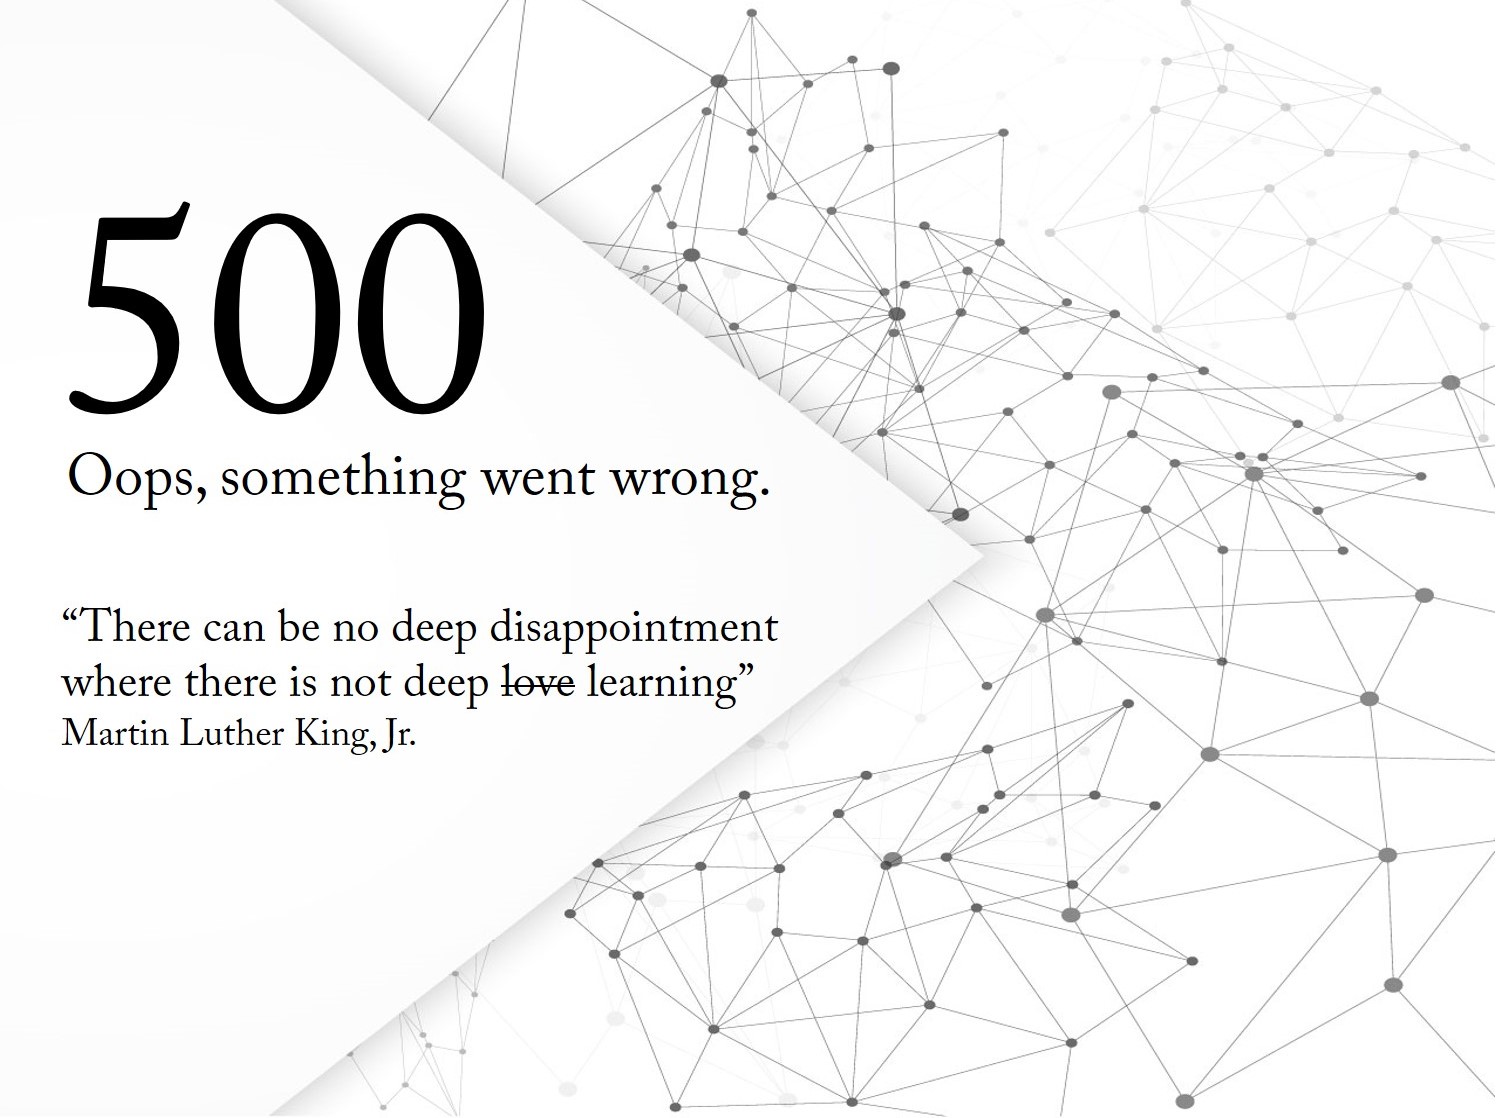 500
Oops, something went wrong.
“There can be no deep disappointment
where there is not deep love learning”
Martin Luther King, Jr.